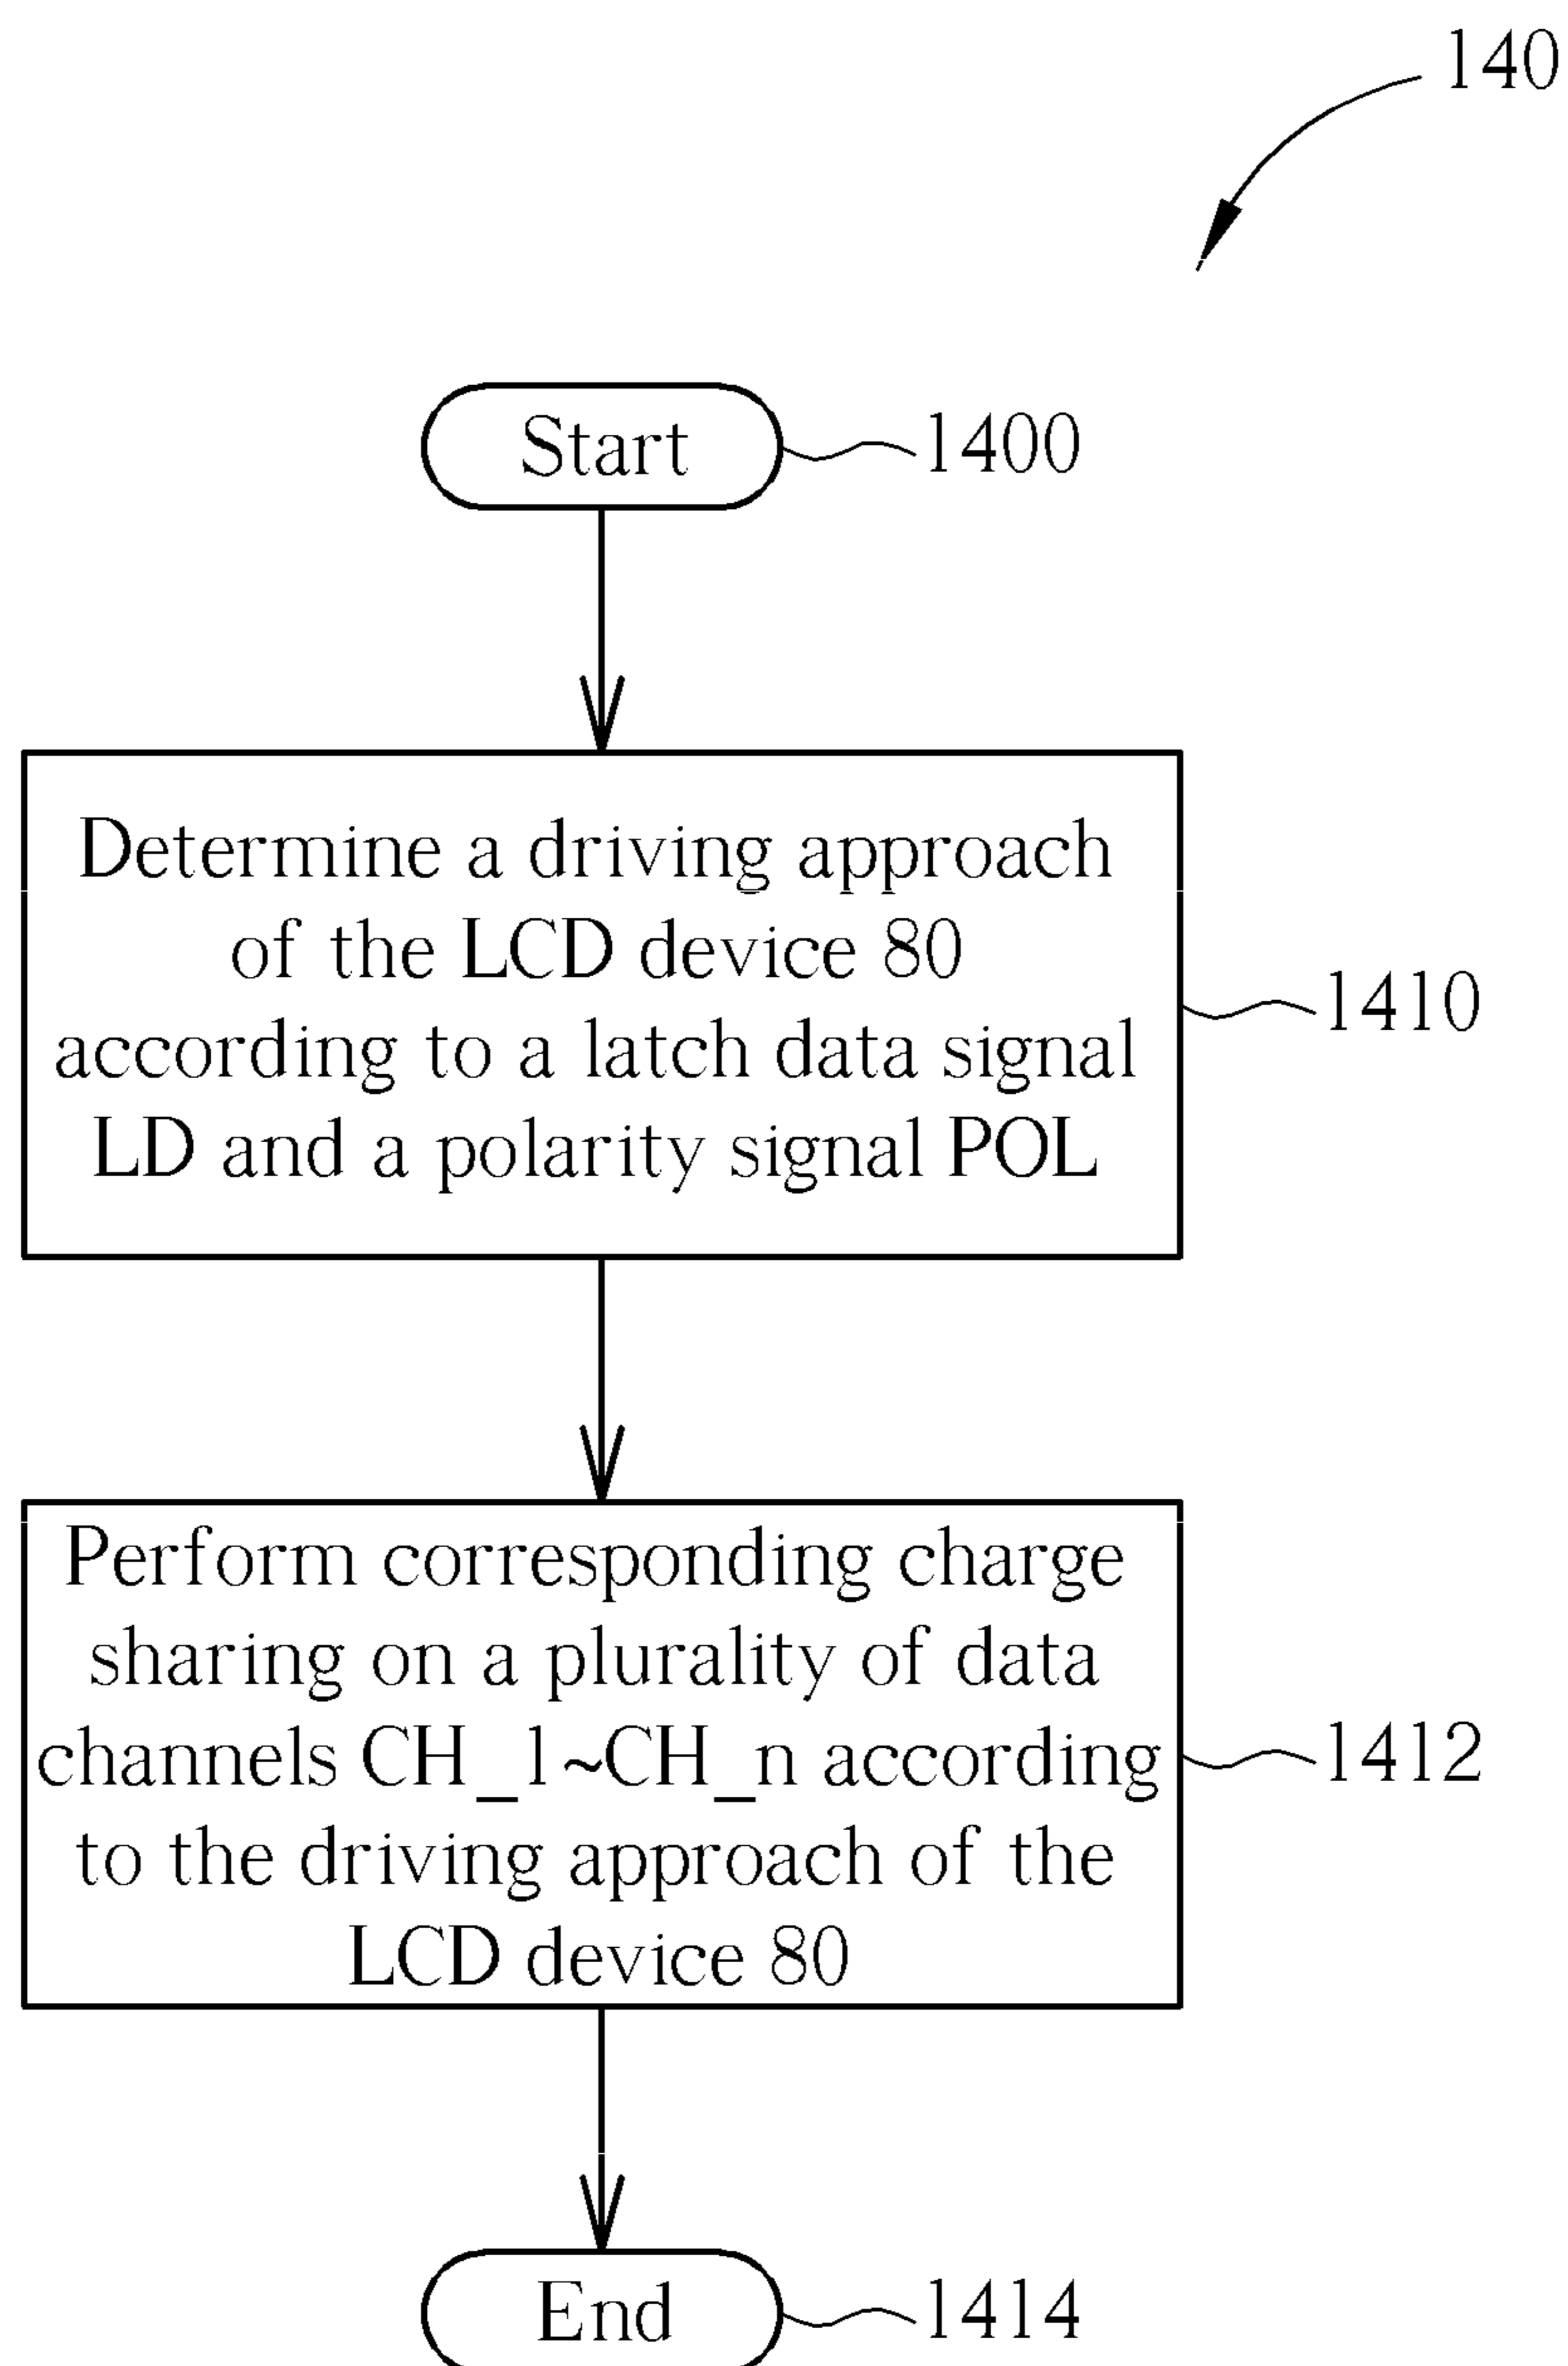 140
Start
1400
Determine a driving approach
of the LCD device 80
according to a latch data signal
LD and a polarity signal POL
1410
Perform corresponding charge
sharing on a plurality of data
channels CH_1~CH_n according
to the driving approach of the
LCD device 80
1412
End
1414